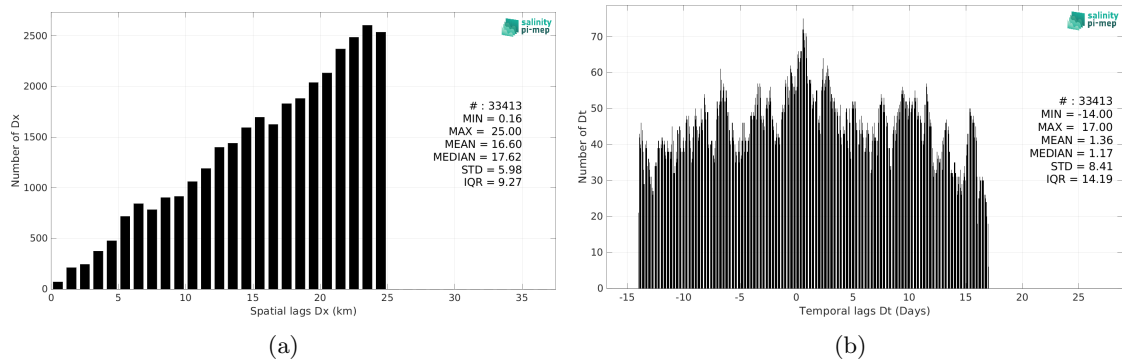 salinity
pi-mep
2500
2000
1500
1000
500
0
Number of Dx
# : 33413
MIN = 0.16
MAX = 25.00
MEAN = 16.60
MEDIAN = 17.62
STD = 5.98
IQR = 9.27
0 5 10 15 20 25 30 35
Spatial lags Dx (km)
(a)
salinity
pi-mep
70
60
50
40
30
20
10
0
Number of Dt
# : 33413
MIN = -14.00
MAX = 17.00
MEAN = 1.36
MEDIAN = 1.17
STD = 8.41
IQR = 14.19
-15 -10 -5 0 5 10 15 20 25
Temporal lags Dt (Days)
(b)